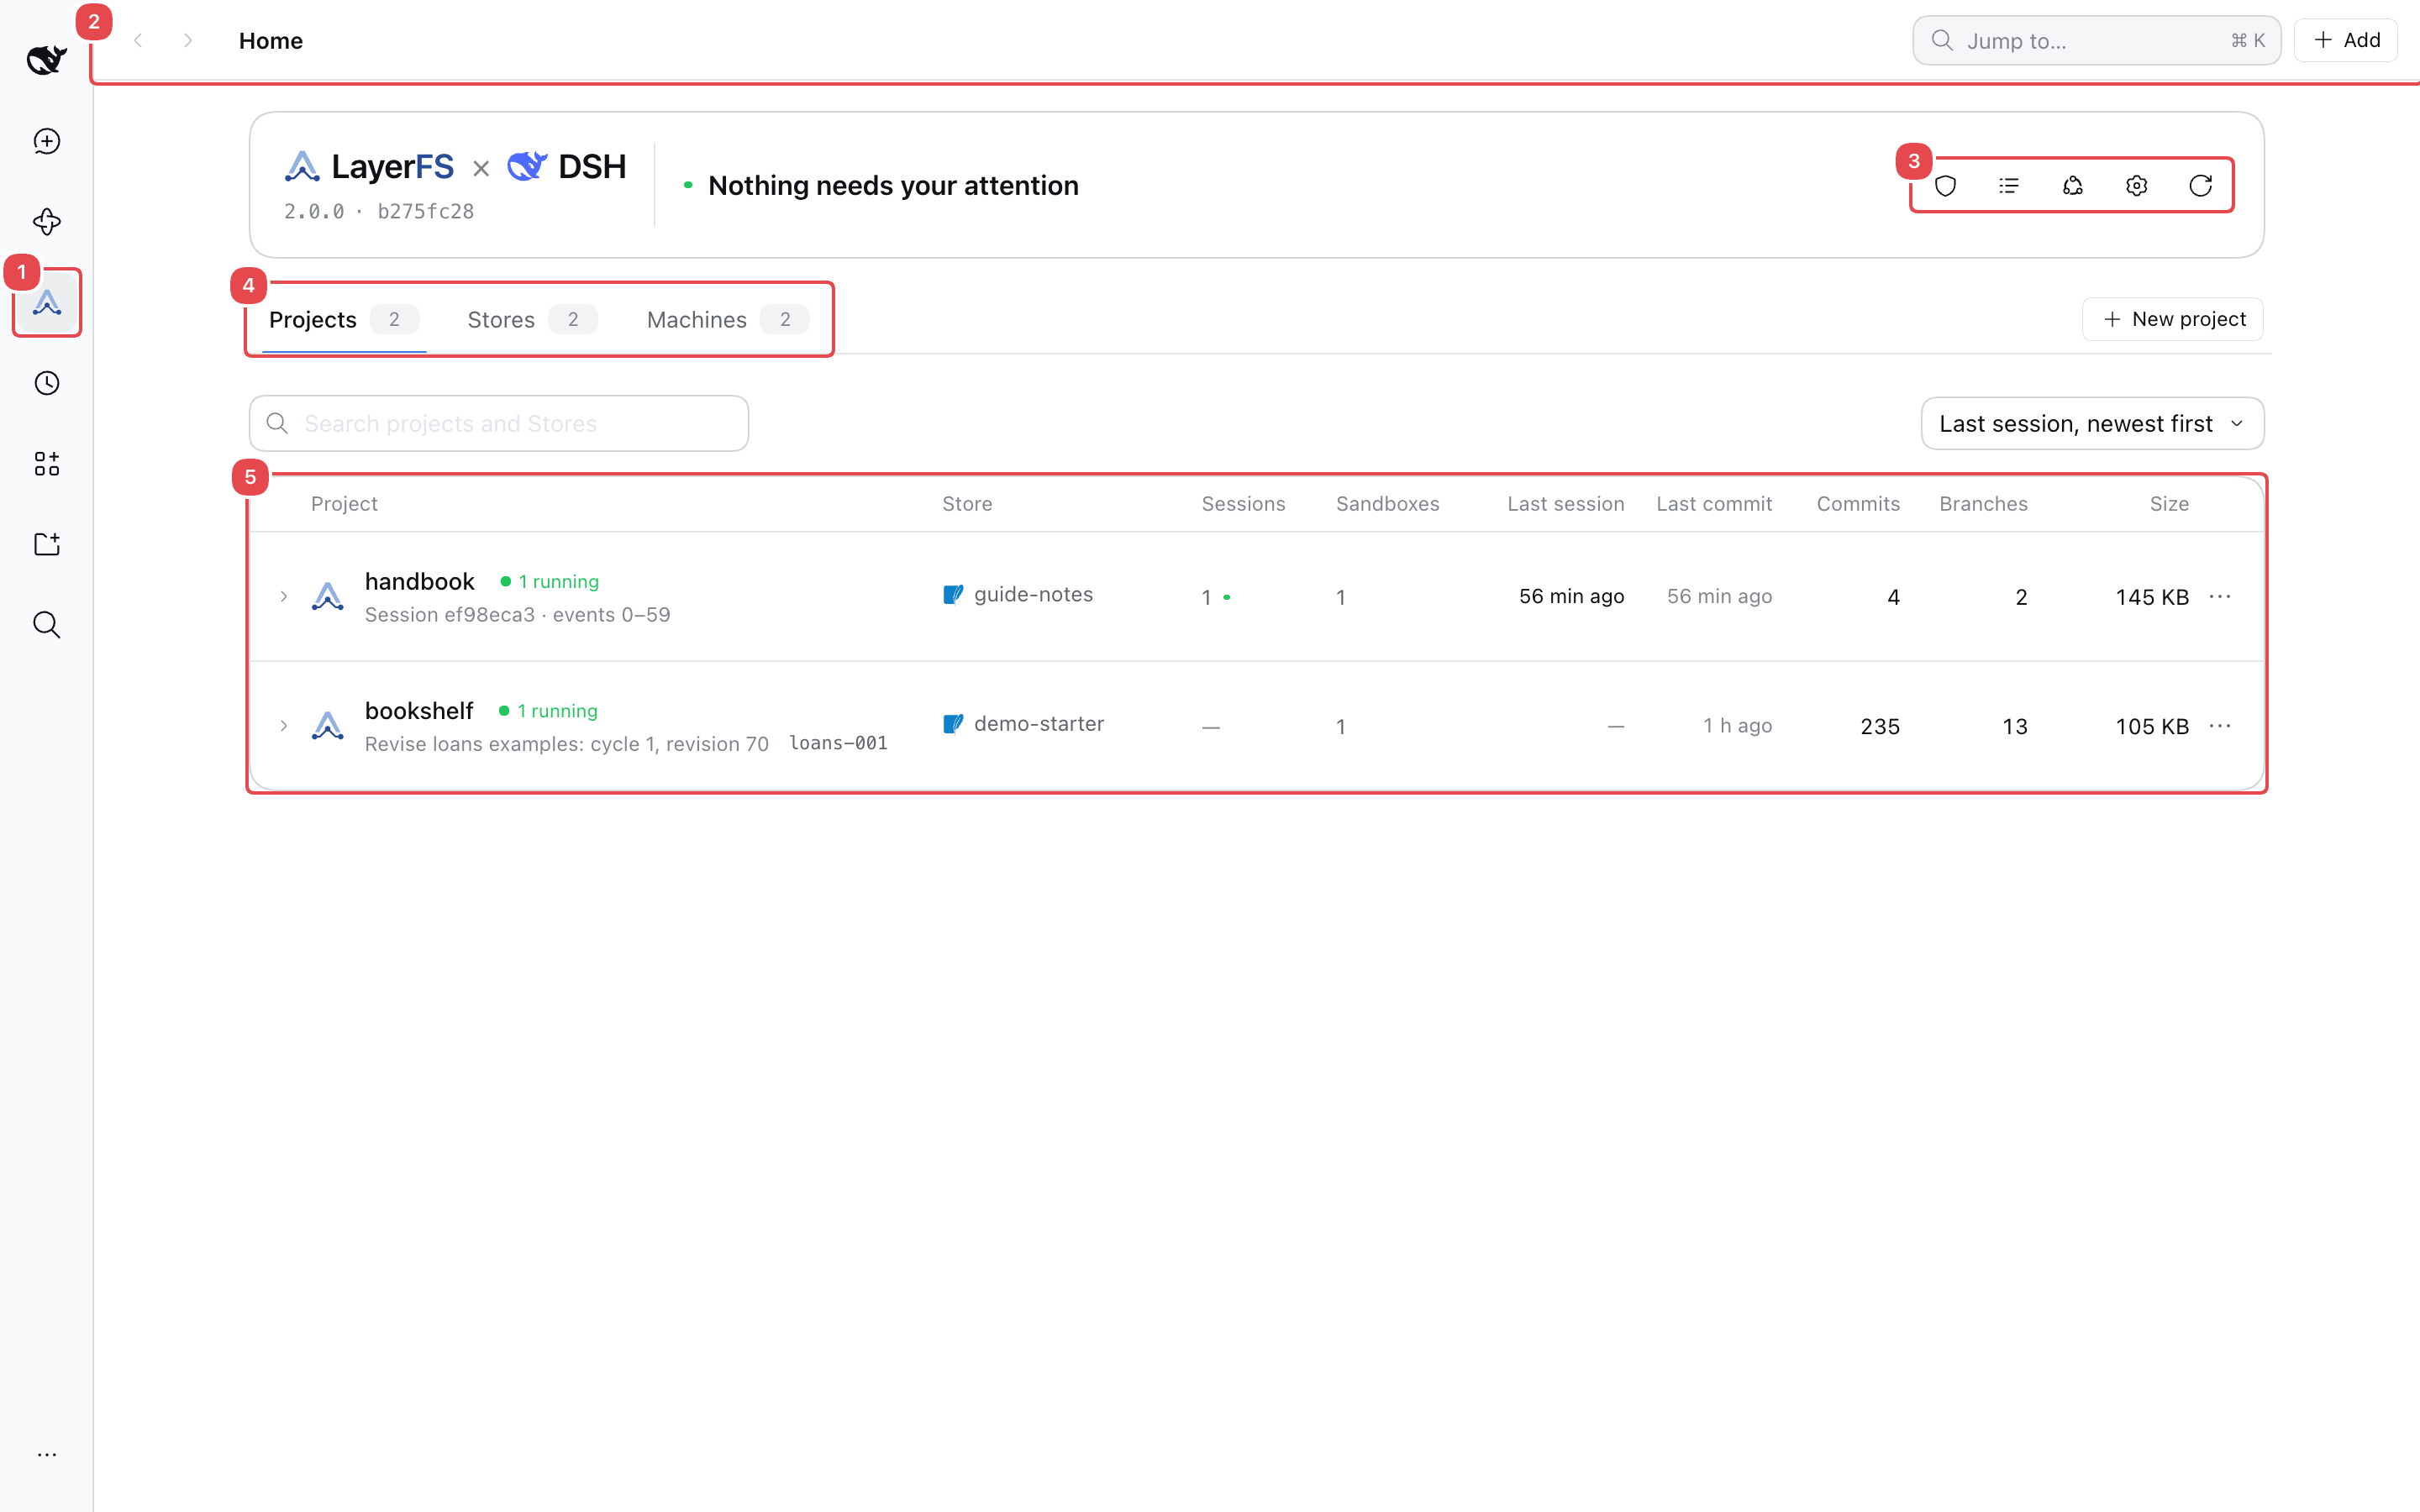 2
Home
Jump to...
⌘ K
+ Add
LayerFS × DSH
2.0.0 · b275fc28
Nothing needs your attention
3
1
4
Projects 2
Stores 2
Machines 2
+ New project
Search projects and Stores
Last session, newest first
5
Project Store Sessions Sandboxes Last session Last commit Commits Branches Size
handbook 1 running
Session ef98eca3 · events 0–59
guide-notes 1 1 56 min ago 56 min ago 4 2 145 KB ...
bookshelf 1 running
Revise loans examples: cycle 1, revision 70 loans-001
demo-starter — 1 — 1 h ago 235 13 105 KB ...
...